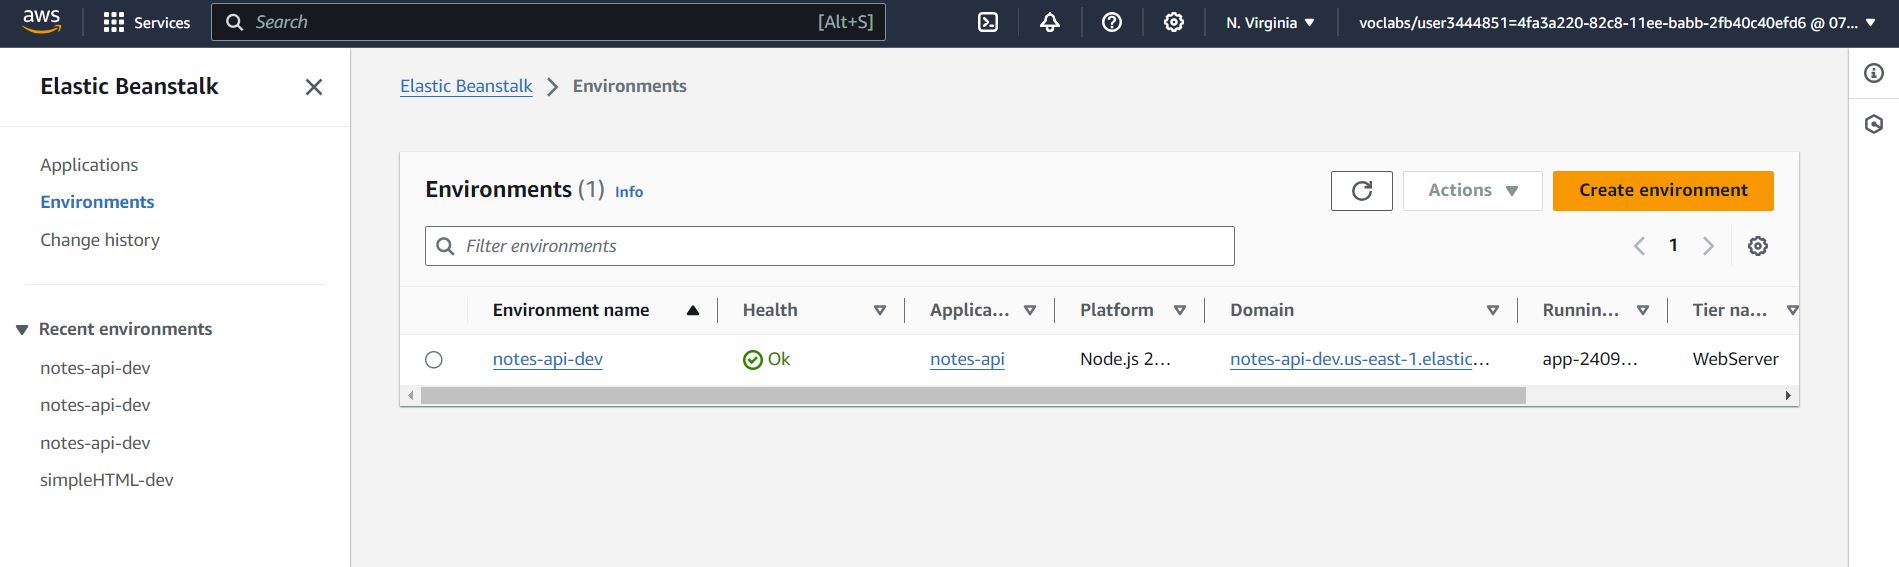 aws Services Search [Alt+S] N. Virginia voclabs/user3444851=4fa3a220-82c8-11ee-babb-2fb40c40efd6 @ 07...
Elastic Beanstalk
Applications
Environments
Change history
Recent environments
notes-api-dev
notes-api-dev
notes-api-dev
simpleHTML-dev
Elastic Beanstalk > Environments
Environments (1) Info
Actions
Create environment
Filter environments
1
Environment name Health Applica... Platform Domain Runnin... Tier na...
notes-api-dev Ok notes-api Node.js 2... notes-api-dev.us-east-1.elastic... app-2409... WebServer